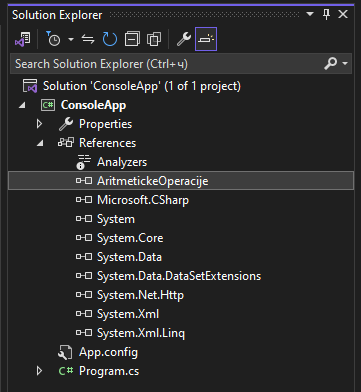 Solution Explorer
Search Solution Explorer (Ctrl+ч)
Solution 'ConsoleApp' (1 of 1 project)
C# ConsoleApp
Properties
References
Analyzers
AritmetickeOperacije
Microsoft.CSharp
System
System.Core
System.Data
System.Data.DataSetExtensions
System.Net.Http
System.Xml
System.Xml.Linq
App.config
C# Program.cs